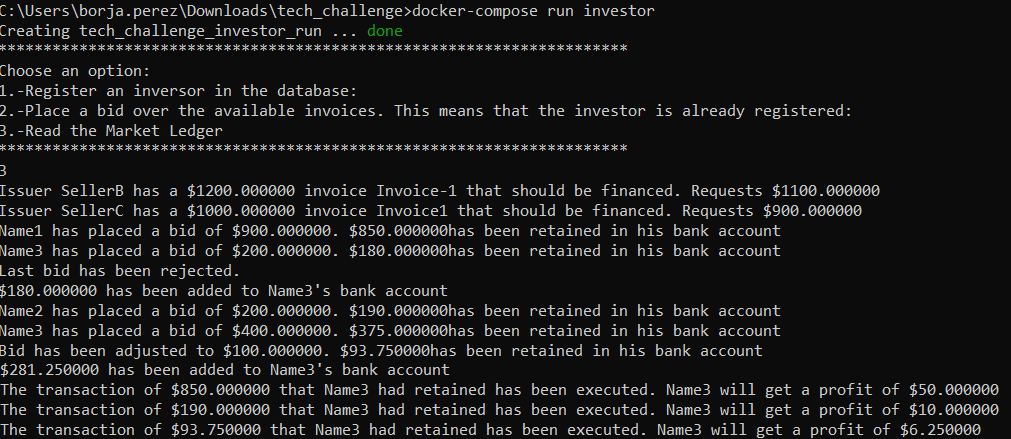 C:\Users\borja.perez\Downloads\tech_challenge>docker-compose run investor
Creating tech_challenge_investor_run ... done
**********************************************************************
Choose an option:
1.-Register an inversor in the database:
2.-Place a bid over the available invoices. This means that the investor is already registered:
3.-Read the Market Ledger
**********************************************************************
3
Issuer SellerB has a $1200.000000 invoice Invoice-1 that should be financed. Requests $1100.000000
Issuer SellerC has a $1000.000000 invoice Invoice1 that should be financed. Requests $900.000000
Name1 has placed a bid of $900.000000. $850.000000has been retained in his bank account
Name3 has placed a bid of $200.000000. $180.000000has been retained in his bank account
Last bid has been rejected.
$180.000000 has been added to Name3's bank account
Name2 has placed a bid of $200.000000. $190.000000has been retained in his bank account
Name3 has placed a bid of $400.000000. $375.000000has been retained in his bank account
Bid has been adjusted to $100.000000. $93.750000has been retained in his bank account
$281.250000 has been added to Name3's bank account
The transaction of $850.000000 that Name3 had retained has been executed. Name3 will get a profit of $50.000000
The transaction of $190.000000 that Name3 had retained has been executed. Name3 will get a profit of $10.000000
The transaction of $93.750000 that Name3 had retained has been executed. Name3 will get a profit of $6.250000